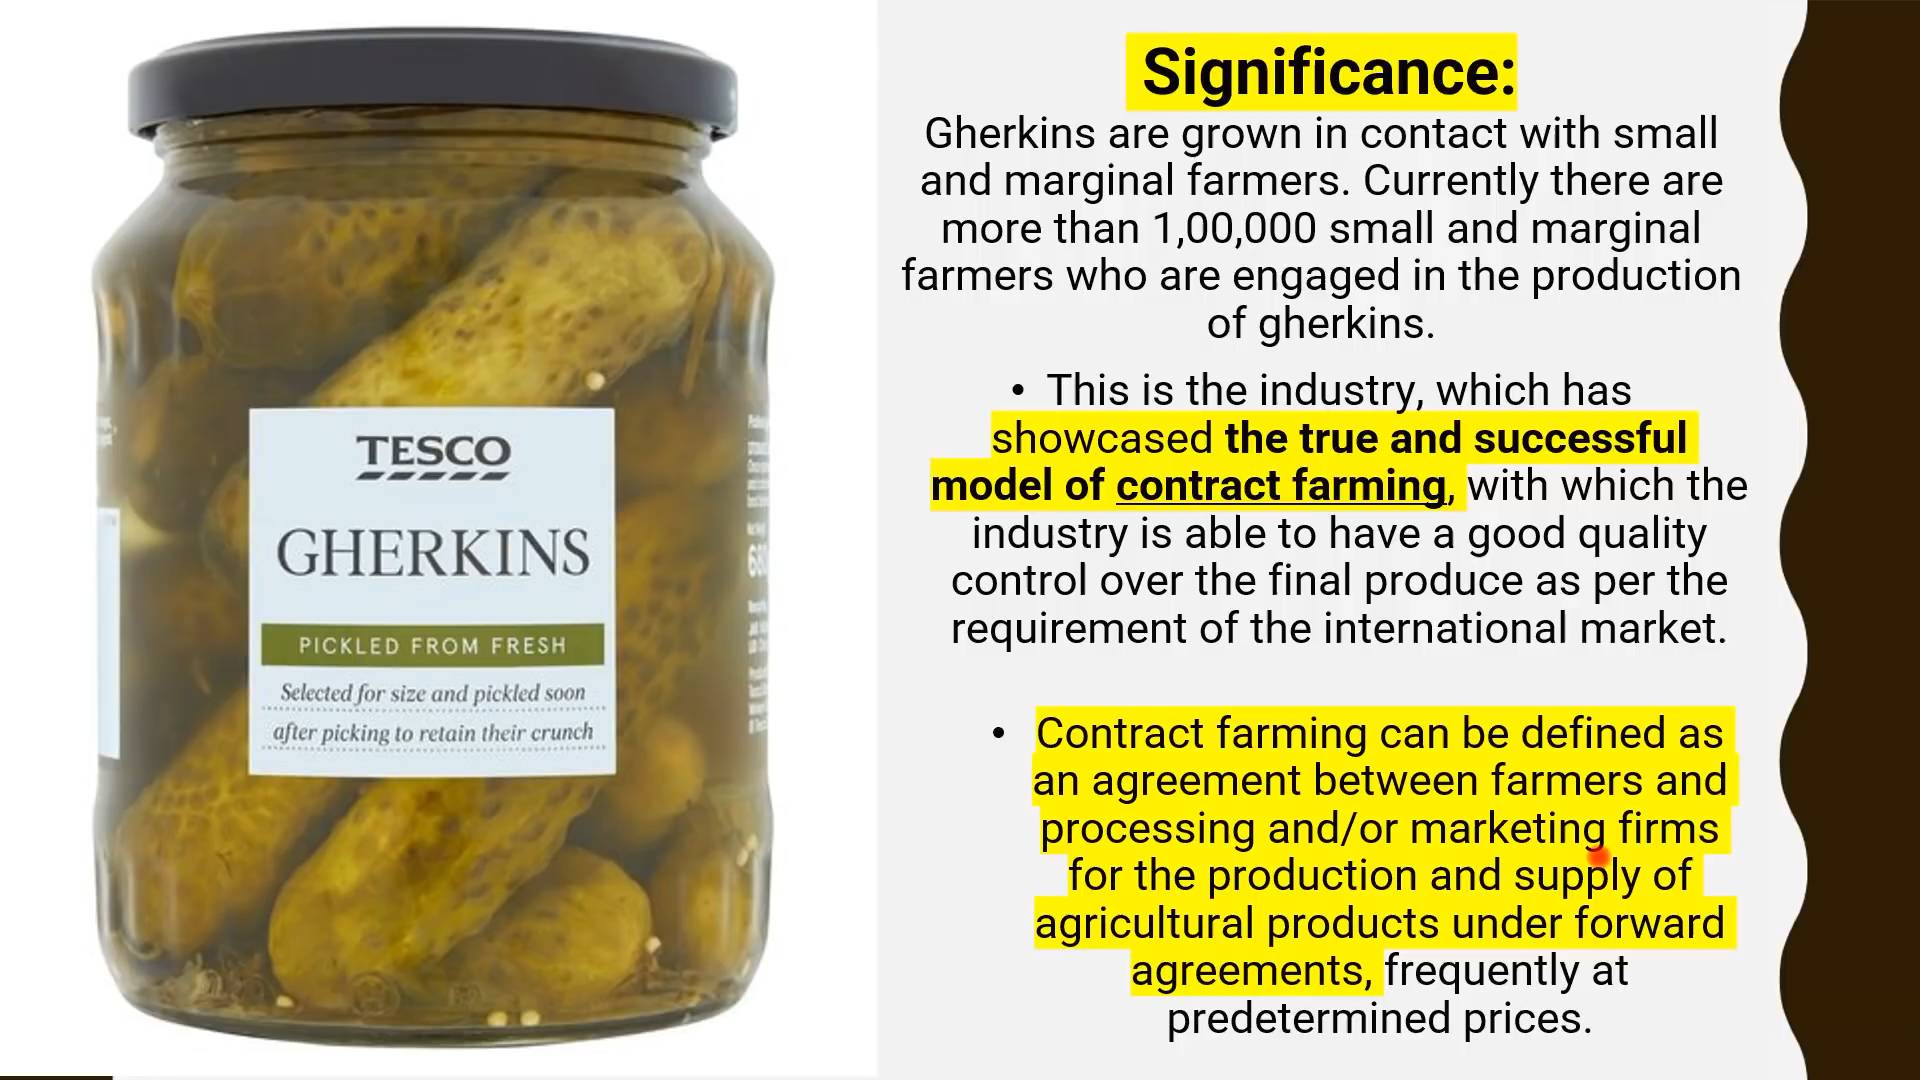 TESCO
GHERKINS
PICKLED FROM FRESH
Selected for size and pickled soon
after picking to retain their crunch
Significance:
Gherkins are grown in contact with small
and marginal farmers. Currently there are
more than 1,00,000 small and marginal
farmers who are engaged in the production
of gherkins.
• This is the industry, which has
showcased the true and successful
model of contract farming, with which the
industry is able to have a good quality
control over the final produce as per the
requirement of the international market.
• Contract farming can be defined as
an agreement between farmers and
processing and/or marketing firms
for the production and supply of
agricultural products under forward
agreements, frequently at
predetermined prices.